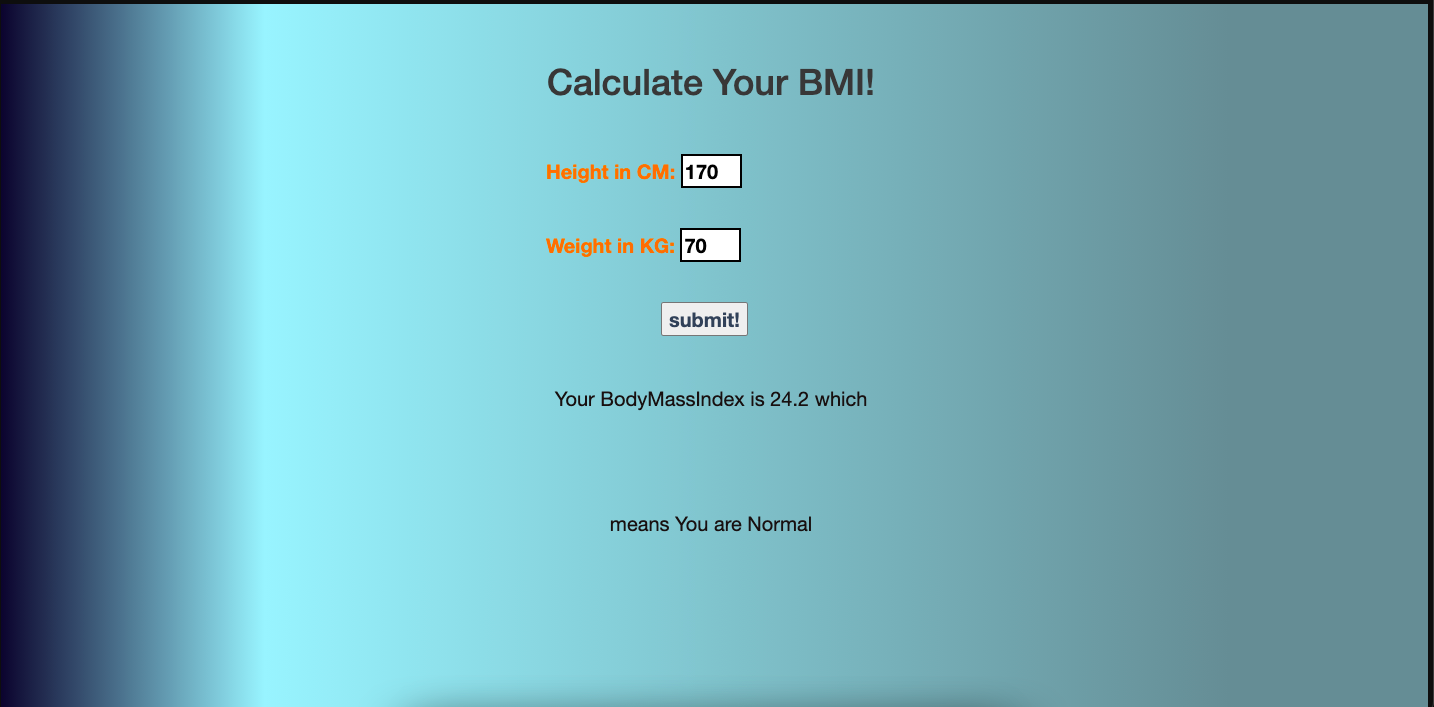 Calculate Your BMI!
Height in CM: 170
Weight in KG: 70
submit!
Your BodyMassIndex is 24.2 which
means You are Normal